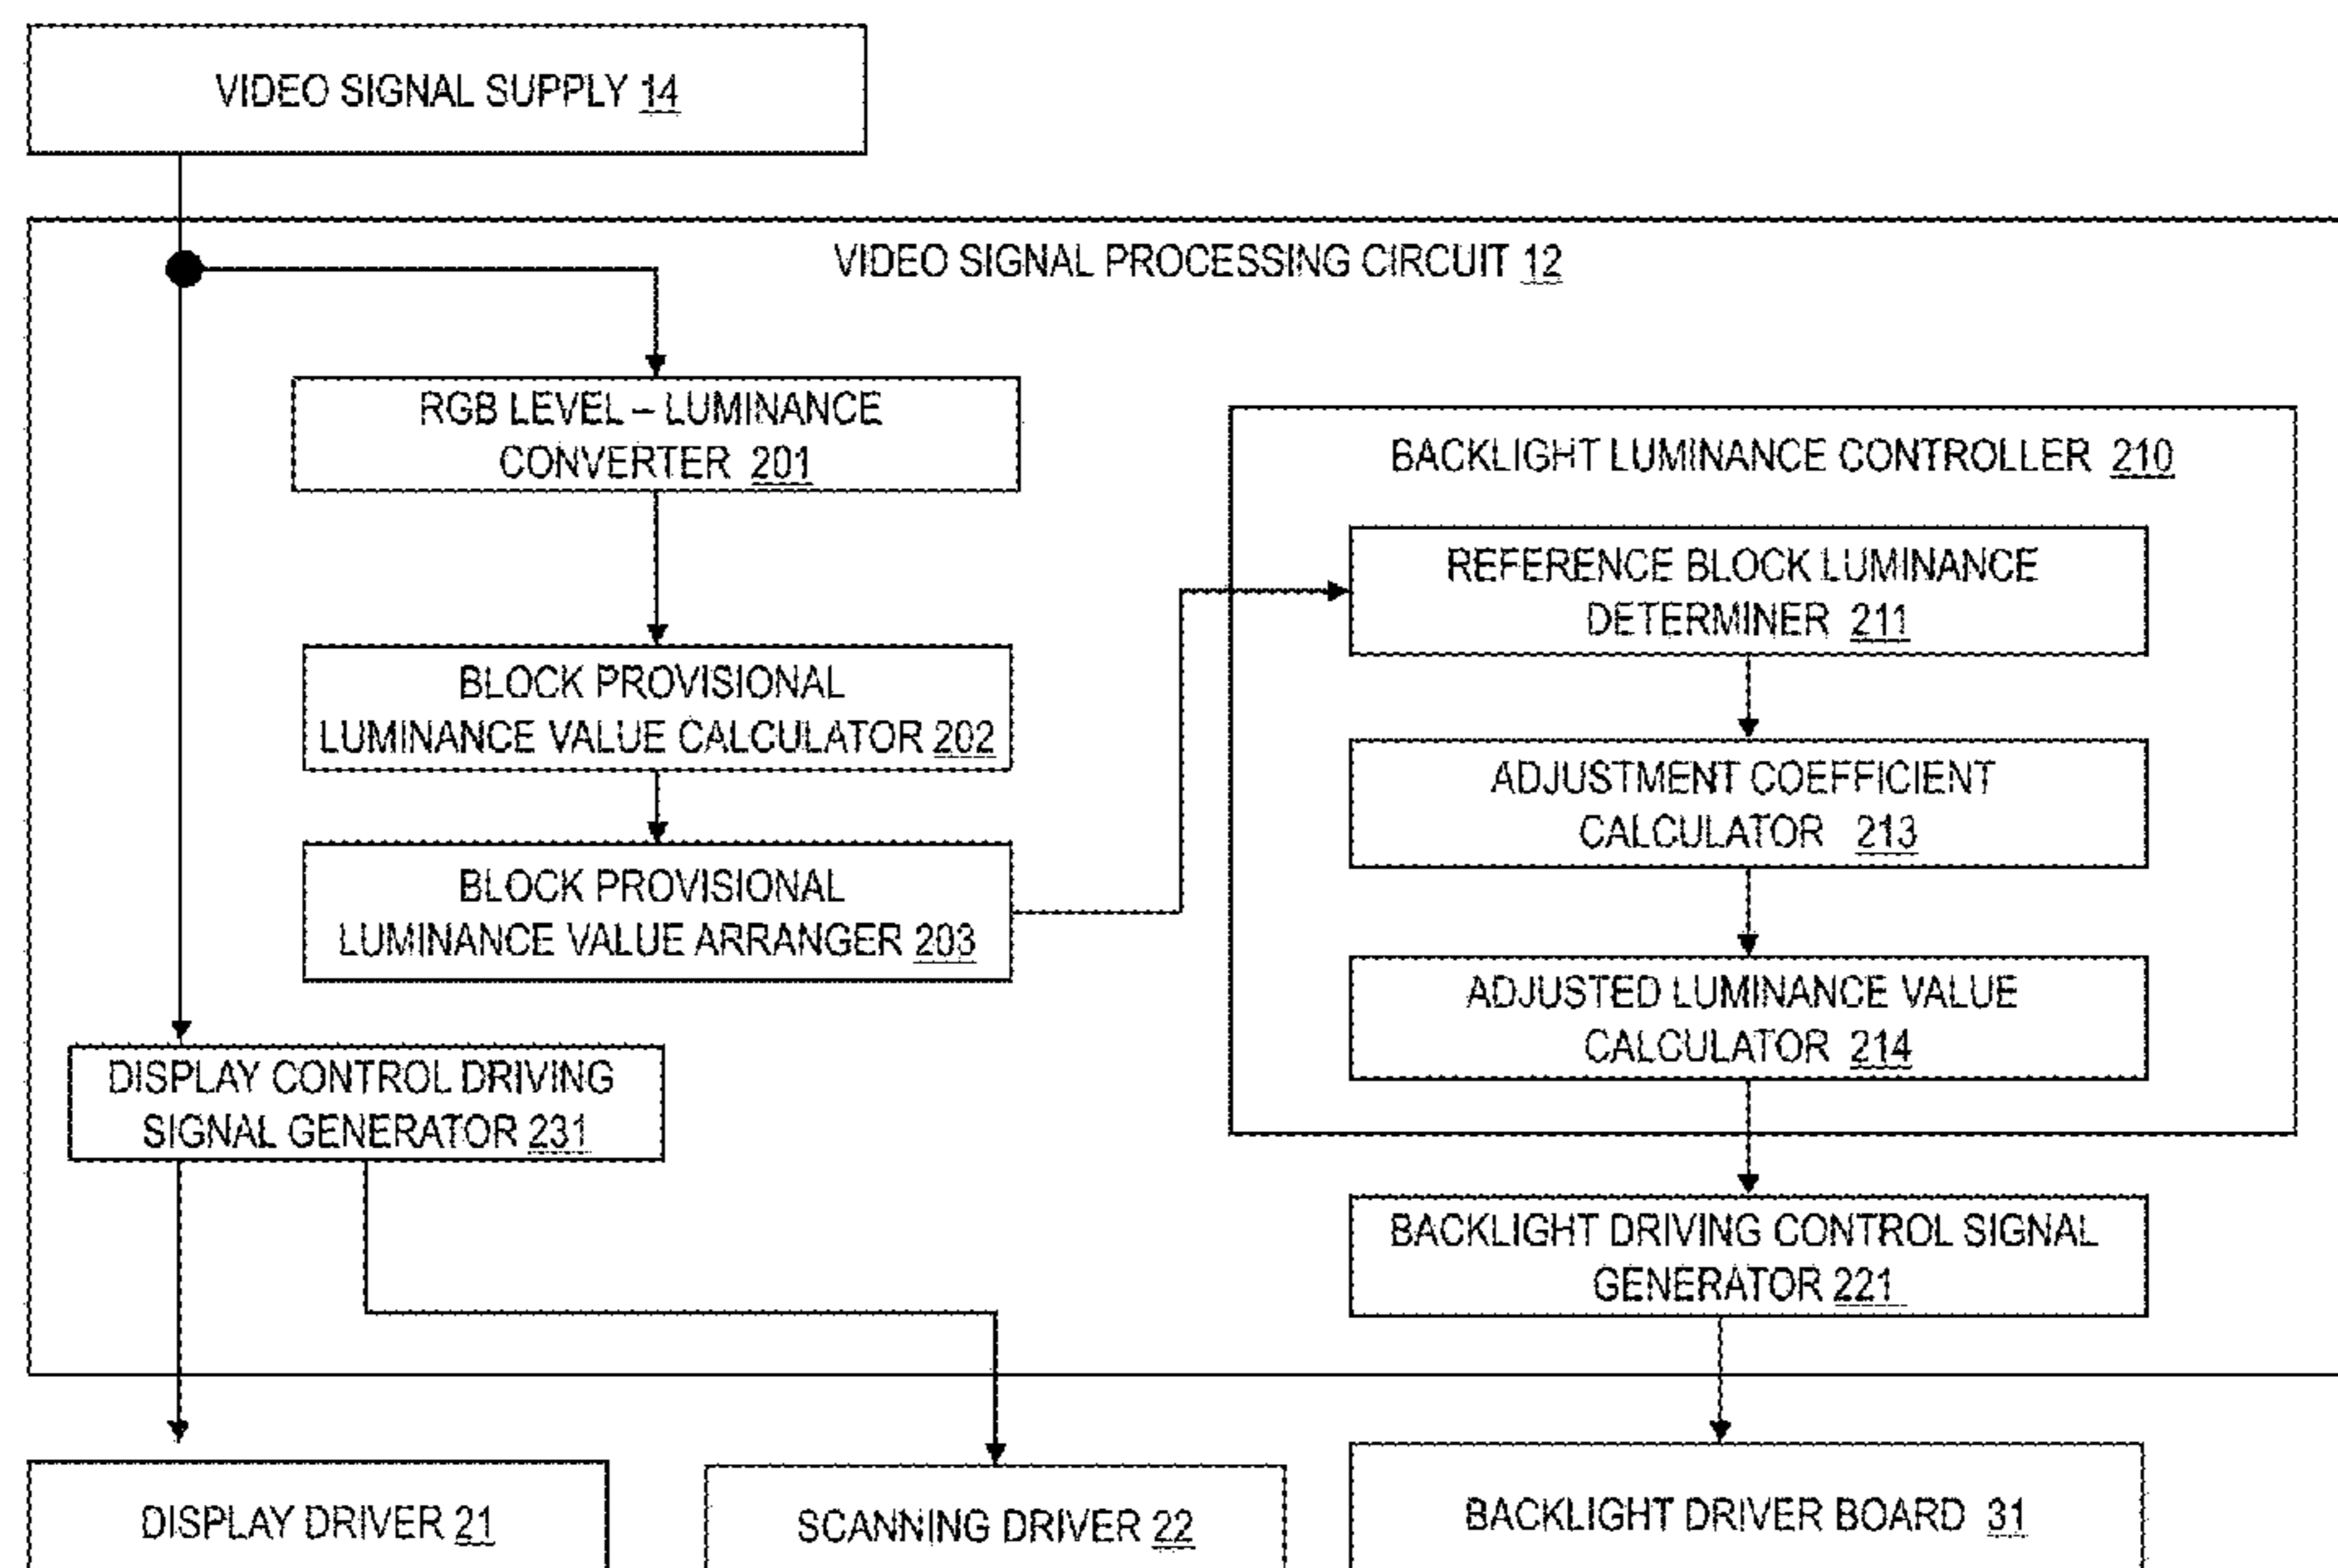 VIDEO SIGNAL SUPPLY 14
VIDEO SIGNAL PROCESSING CIRCUIT 12
RGB LEVEL – LUMINANCE
CONVERTER 201
BLOCK PROVISIONAL
LUMINANCE VALUE CALCULATOR 202
BLOCK PROVISIONAL
LUMINANCE VALUE ARRANGER 203
BACKLIGHT LUMINANCE CONTROLLER 210
REFERENCE BLOCK LUMINANCE
DETERMINER 211
ADJUSTMENT COEFFICIENT
CALCULATOR 213
ADJUSTED LUMINANCE VALUE
CALCULATOR 214
DISPLAY CONTROL DRIVING
SIGNAL GENERATOR 231
BACKLIGHT DRIVING CONTROL SIGNAL
GENERATOR 221
DISPLAY DRIVER 21
SCANNING DRIVER 22
BACKLIGHT DRIVER BOARD 31